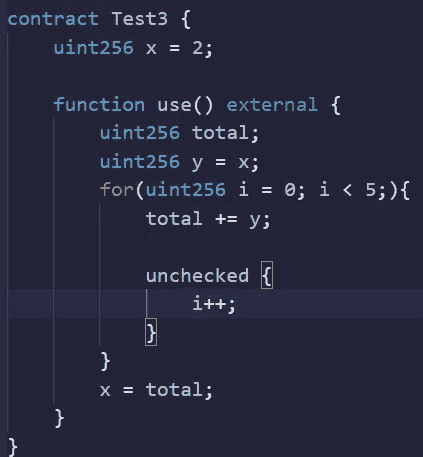 contract Test3 {
    uint256 x = 2;

    function use() external {
        uint256 total;
        uint256 y = x;
        for(uint256 i = 0; i < 5;){
            total += y;

            unchecked {
                i++;
            }
        }
        x = total;
    }
}